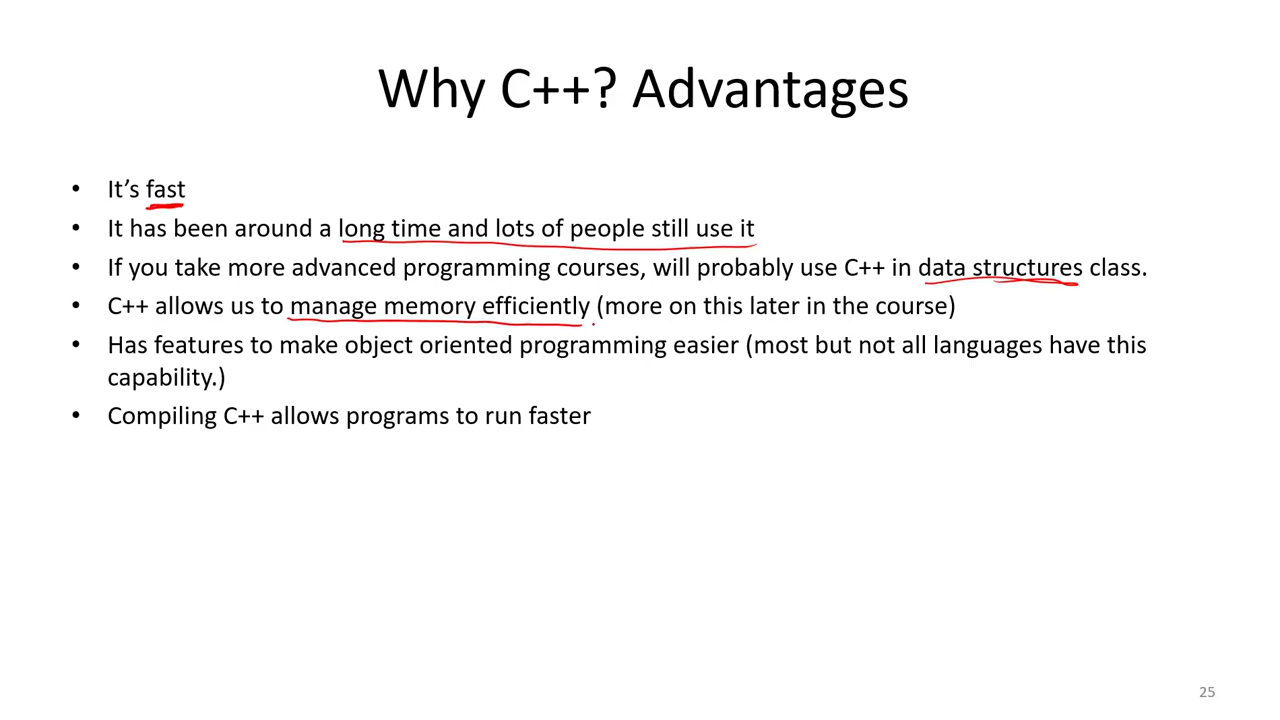 Why C++? Advantages
• It’s fast
• It has been around a long time and lots of people still use it
• If you take more advanced programming courses, will probably use C++ in data structures class.
• C++ allows us to manage memory efficiently (more on this later in the course)
• Has features to make object oriented programming easier (most but not all languages have this
capability.)
• Compiling C++ allows programs to run faster
25